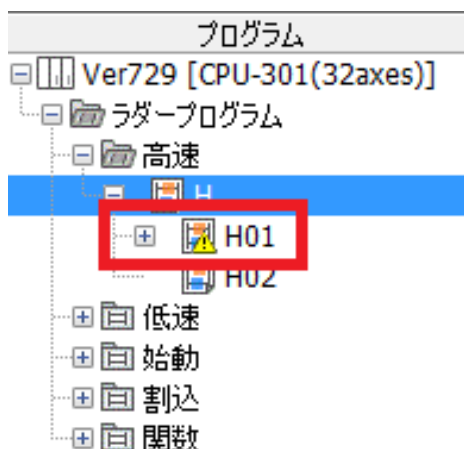 プログラム
Ver729 [CPU-301(32axes)]
ラダープログラム
高速
H
H01
H02
低速
始動
割込
関数